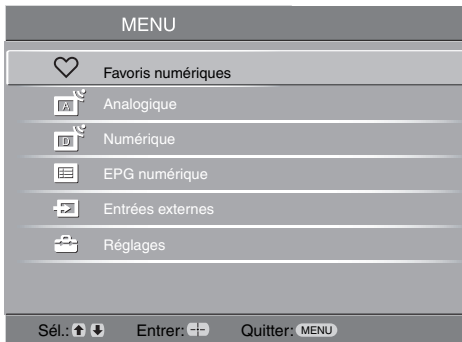 MENU
Favoris numériques
A Analogique
D Numérique
EPG numérique
Entrées externes
Réglages
Sél.: Entrer: Quitter: MENU